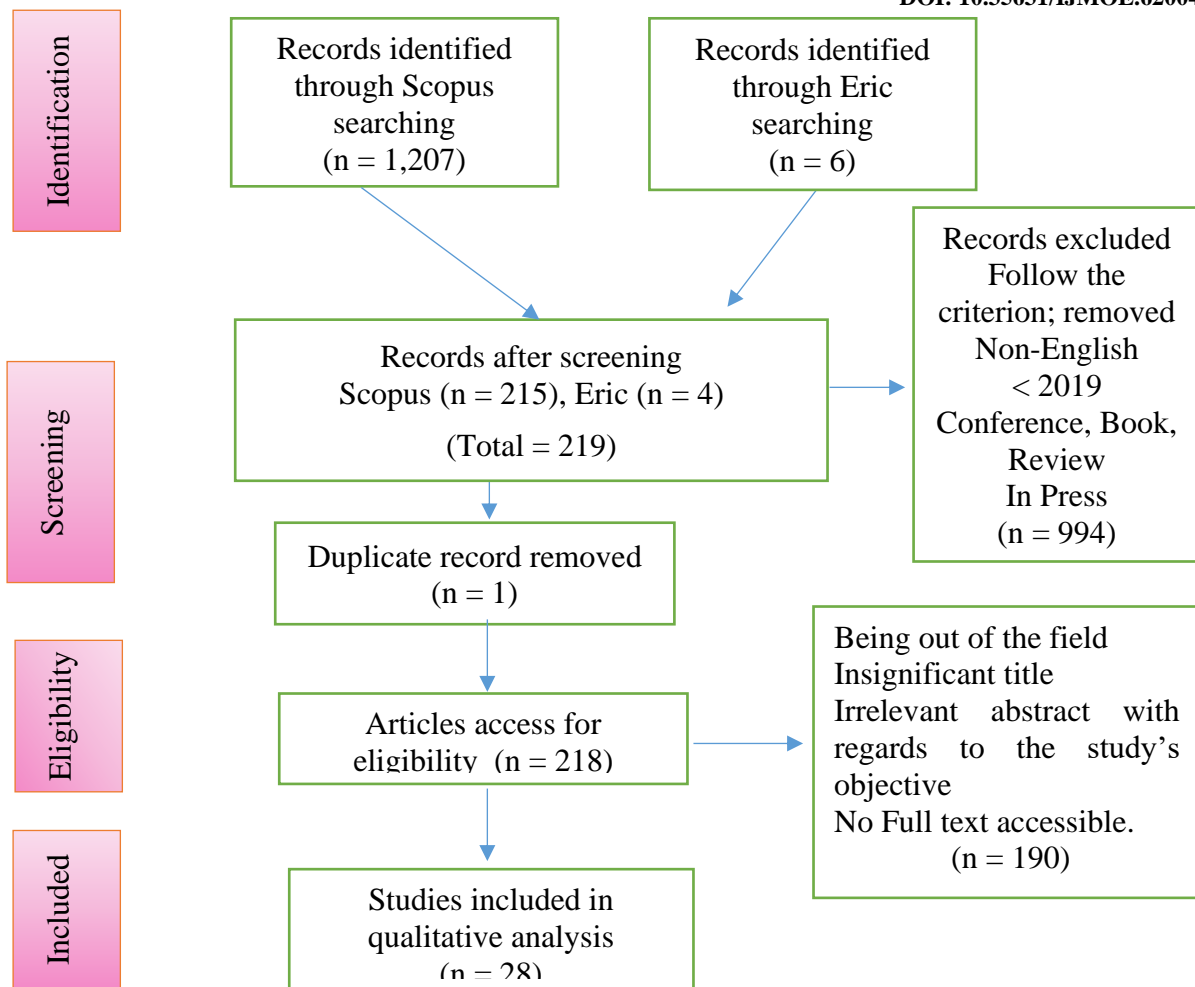 Identification
Records identified
through Scopus
searching
(n = 1,207)
Records identified
through Eric
searching
(n = 6)
Records excluded
Follow the
criterion; removed
Non-English
< 2019
Conference, Book,
Review
In Press
(n = 994)
Screening
Records after screening
Scopus (n = 215), Eric (n = 4)
(Total = 219)
Duplicate record removed
(n = 1)
Eligibility
Articles access for
eligibility (n = 218)
Being out of the field
Insignificant title
Irrelevant abstract with
regards to the study's
objective
No Full text accessible.
(n = 190)
Included
Studies included in
qualitative analysis
(n = 28)